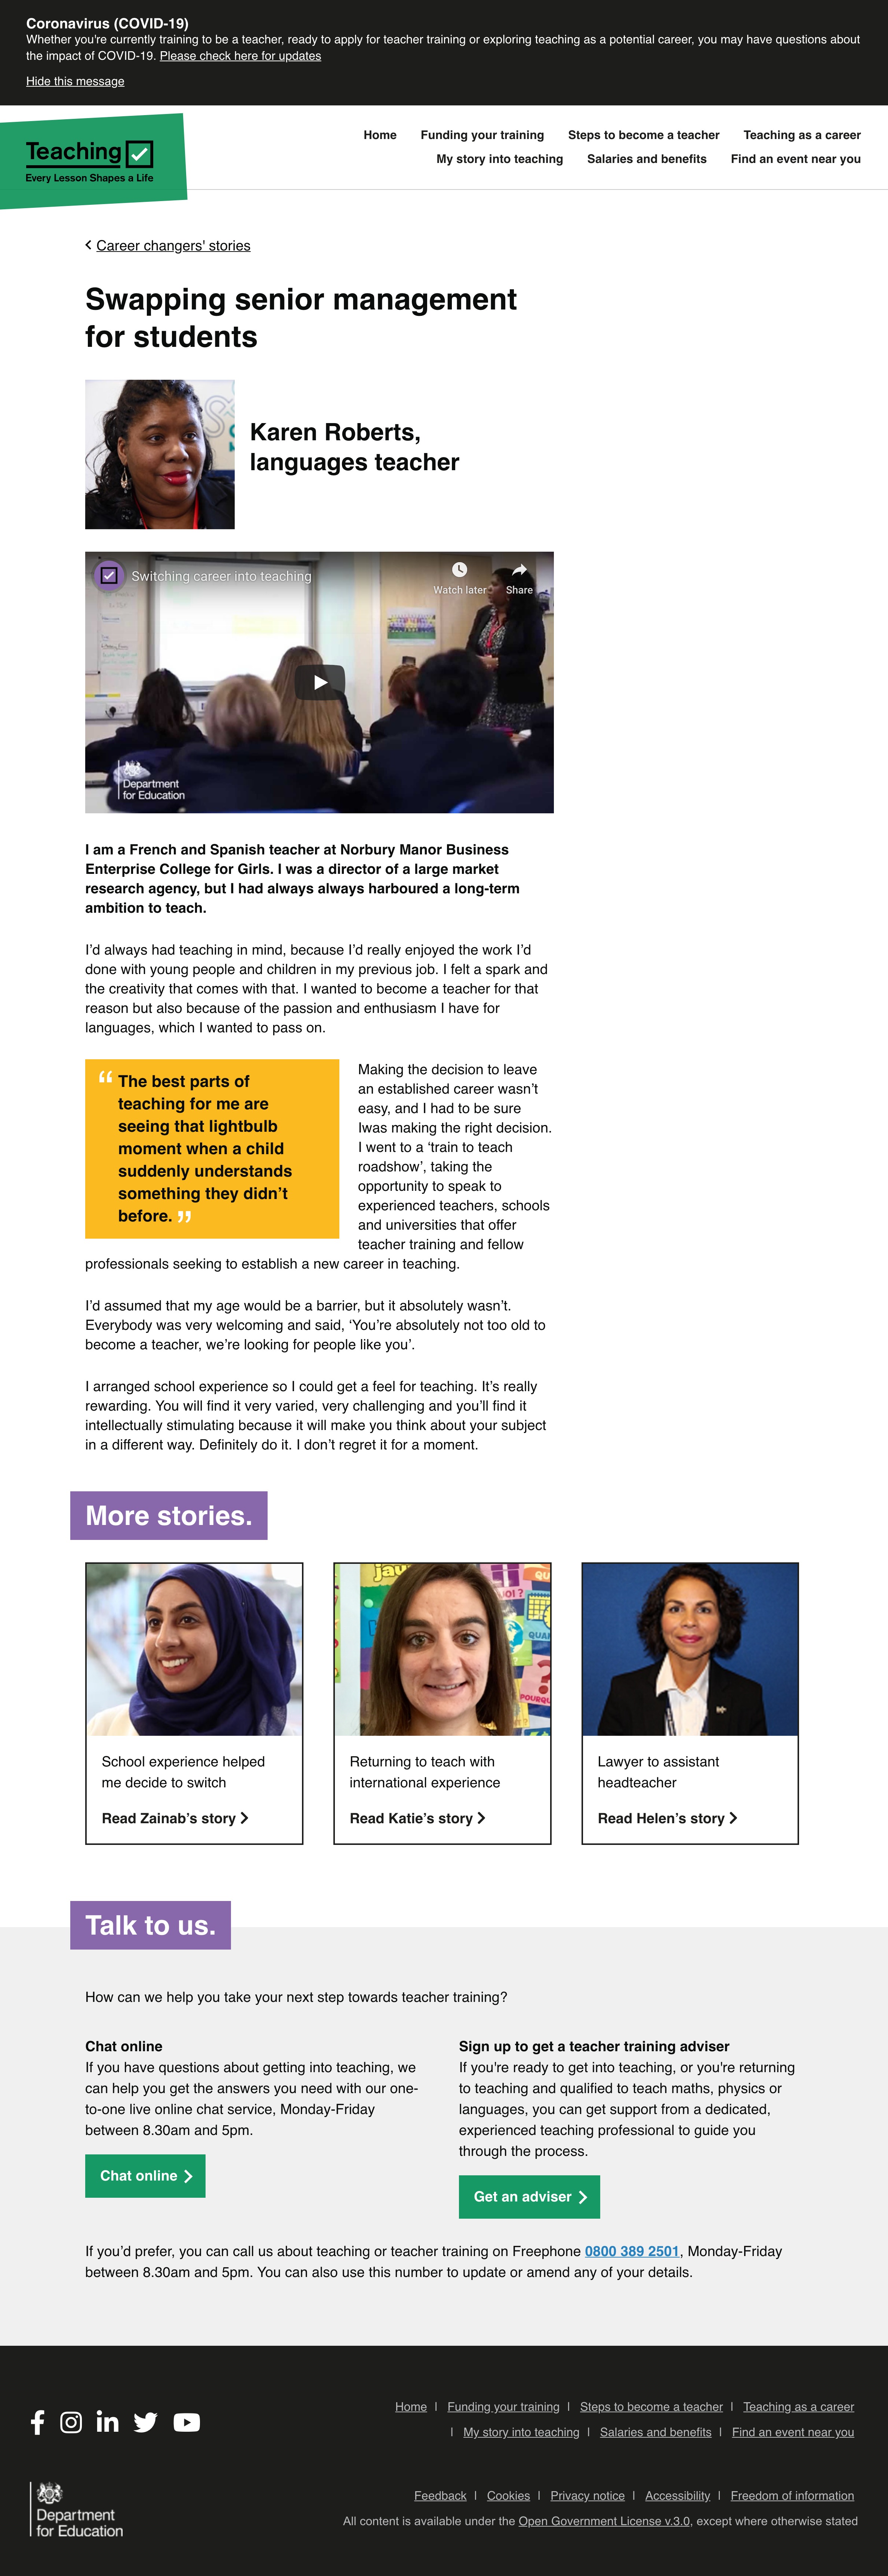 Coronavirus (COVID-19)
Whether you're currently training to be a teacher, ready to apply for teacher training or exploring teaching as a potential career, you may have questions about
the impact of COVID-19. Please check here for updates
Hide this message
Teaching
Every Lesson Shapes a Life
Home Funding your training Steps to become a teacher Teaching as a career
My story into teaching Salaries and benefits Find an event near you
Career changers' stories
Swapping senior management
for students
Karen Roberts,
languages teacher
Switching career into teaching
Watch later Share
Department
for Education
I am a French and Spanish teacher at Norbury Manor Business
Enterprise College for Girls. I was a director of a large market
research agency, but I had always always harboured a long-term
ambition to teach.
I’d always had teaching in mind, because I’d really enjoyed the work I’d
done with young people and children in my previous job. I felt a spark and
the creativity that comes with that. I wanted to become a teacher for that
reason but also because of the passion and enthusiasm I have for
languages, which I wanted to pass on.
“ The best parts of
teaching for me are
seeing that lightbulb
moment when a child
suddenly understands
something they didn’t
before. ”
Making the decision to leave
an established career wasn’t
easy, and I had to be sure
Iwas making the right decision.
I went to a ‘train to teach
roadshow’, taking the
opportunity to speak to
experienced teachers, schools
and universities that offer
teacher training and fellow
professionals seeking to establish a new career in teaching.
I’d assumed that my age would be a barrier, but it absolutely wasn’t.
Everybody was very welcoming and said, ‘You’re absolutely not too old to
become a teacher, we’re looking for people like you’.
I arranged school experience so I could get a feel for teaching. It’s really
rewarding. You will find it very varied, very challenging and you’ll find it
intellectually stimulating because it will make you think about your subject
in a different way. Definitely do it. I don’t regret it for a moment.
More stories.
School experience helped
me decide to switch
Read Zainab’s story
Returning to teach with
international experience
Read Katie’s story
Lawyer to assistant
headteacher
Read Helen’s story
Talk to us.
How can we help you take your next step towards teacher training?
Chat online
If you have questions about getting into teaching, we
can help you get the answers you need with our one-
to-one live online chat service, Monday-Friday
between 8.30am and 5pm.
Chat online
Sign up to get a teacher training adviser
If you're ready to get into teaching, or you're returning
to teaching and qualified to teach maths, physics or
languages, you can get support from a dedicated,
experienced teaching professional to guide you
through the process.
Get an adviser
If you’d prefer, you can call us about teaching or teacher training on Freephone 0800 389 2501, Monday-Friday
between 8.30am and 5pm. You can also use this number to update or amend any of your details.
Home | Funding your training | Steps to become a teacher | Teaching as a career
| My story into teaching | Salaries and benefits | Find an event near you
Department
for Education
Feedback | Cookies | Privacy notice | Accessibility | Freedom of information
All content is available under the Open Government License v.3.0, except where otherwise stated